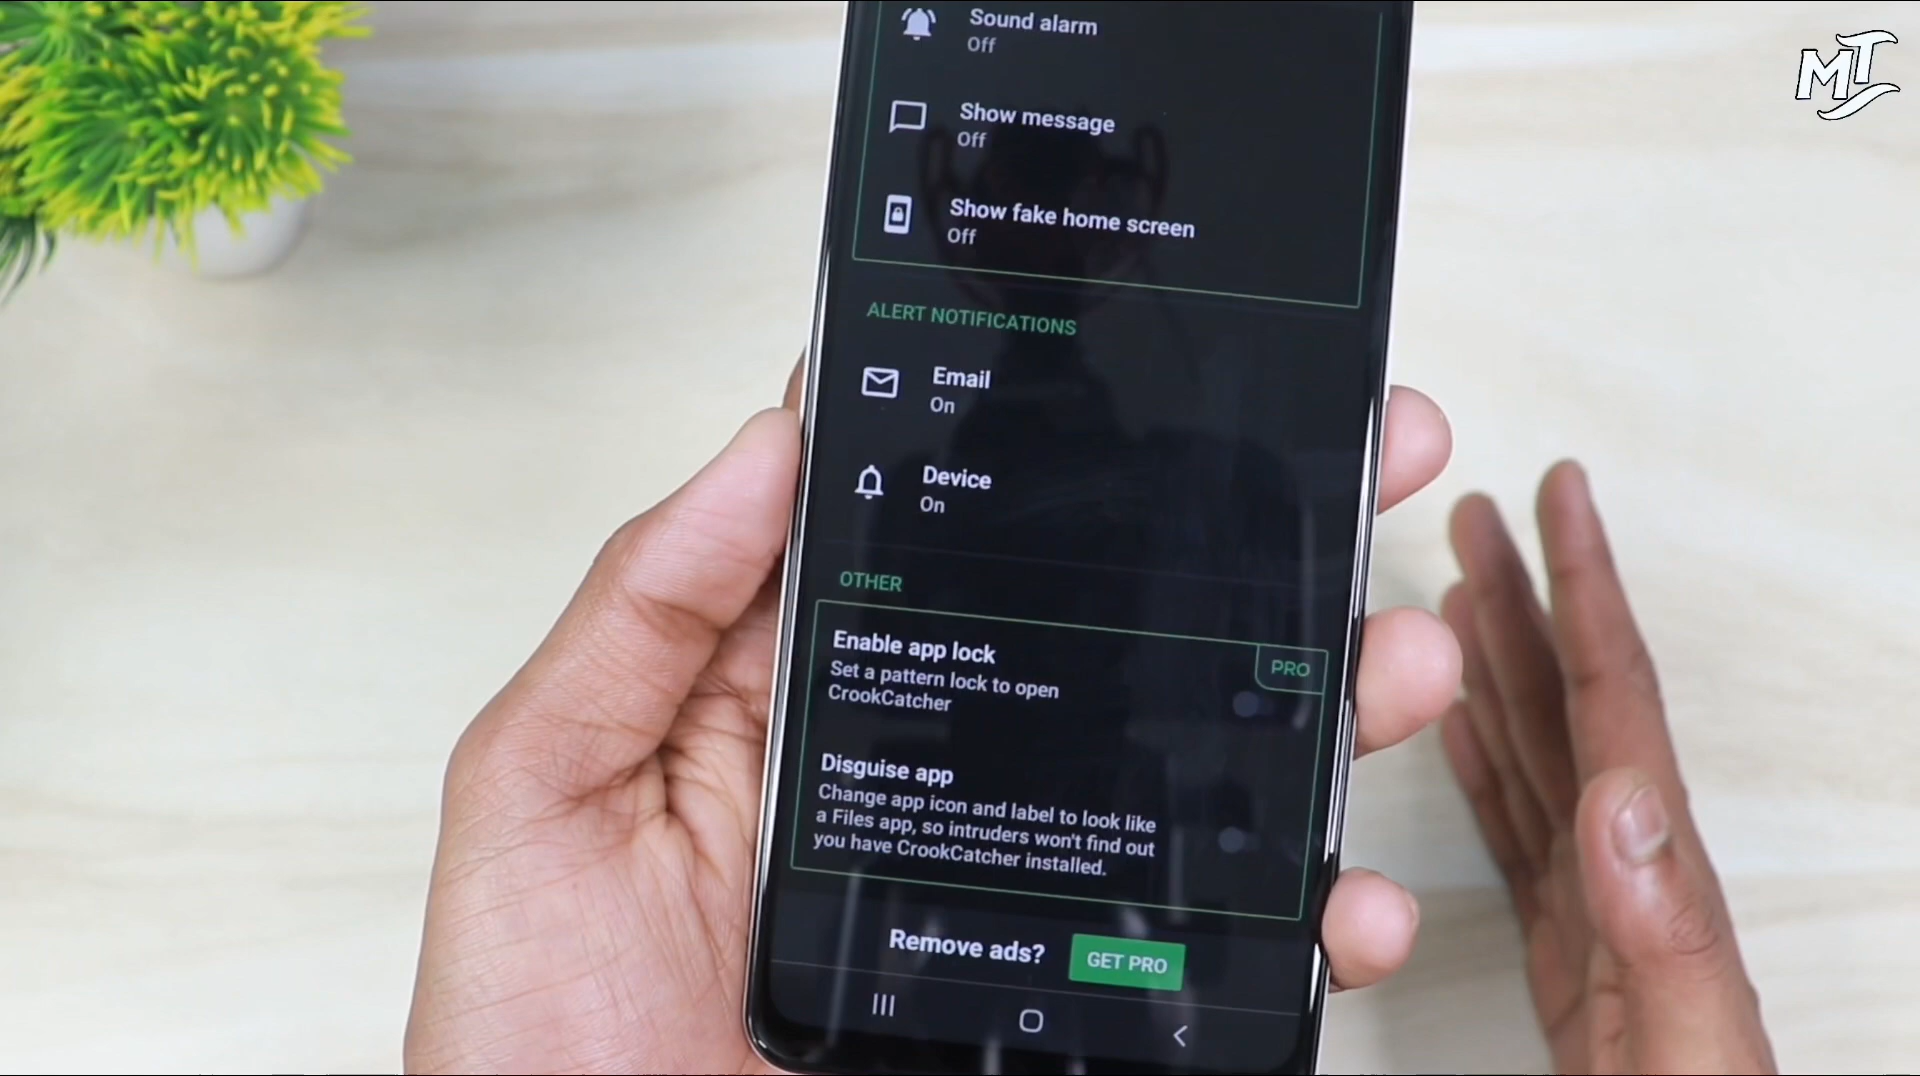 MT
Sound alarm
Off
Show message
Off
Show fake home screen
Off
ALERT NOTIFICATIONS
Email
On
Device
On
OTHER
PRO
Enable app lock
Set a pattern lock to open
CrookCatcher
Disguise app
Change app icon and label to look like
a Files app, so intruders won't find out
you have CrookCatcher installed.
Remove ads?
GET PRO